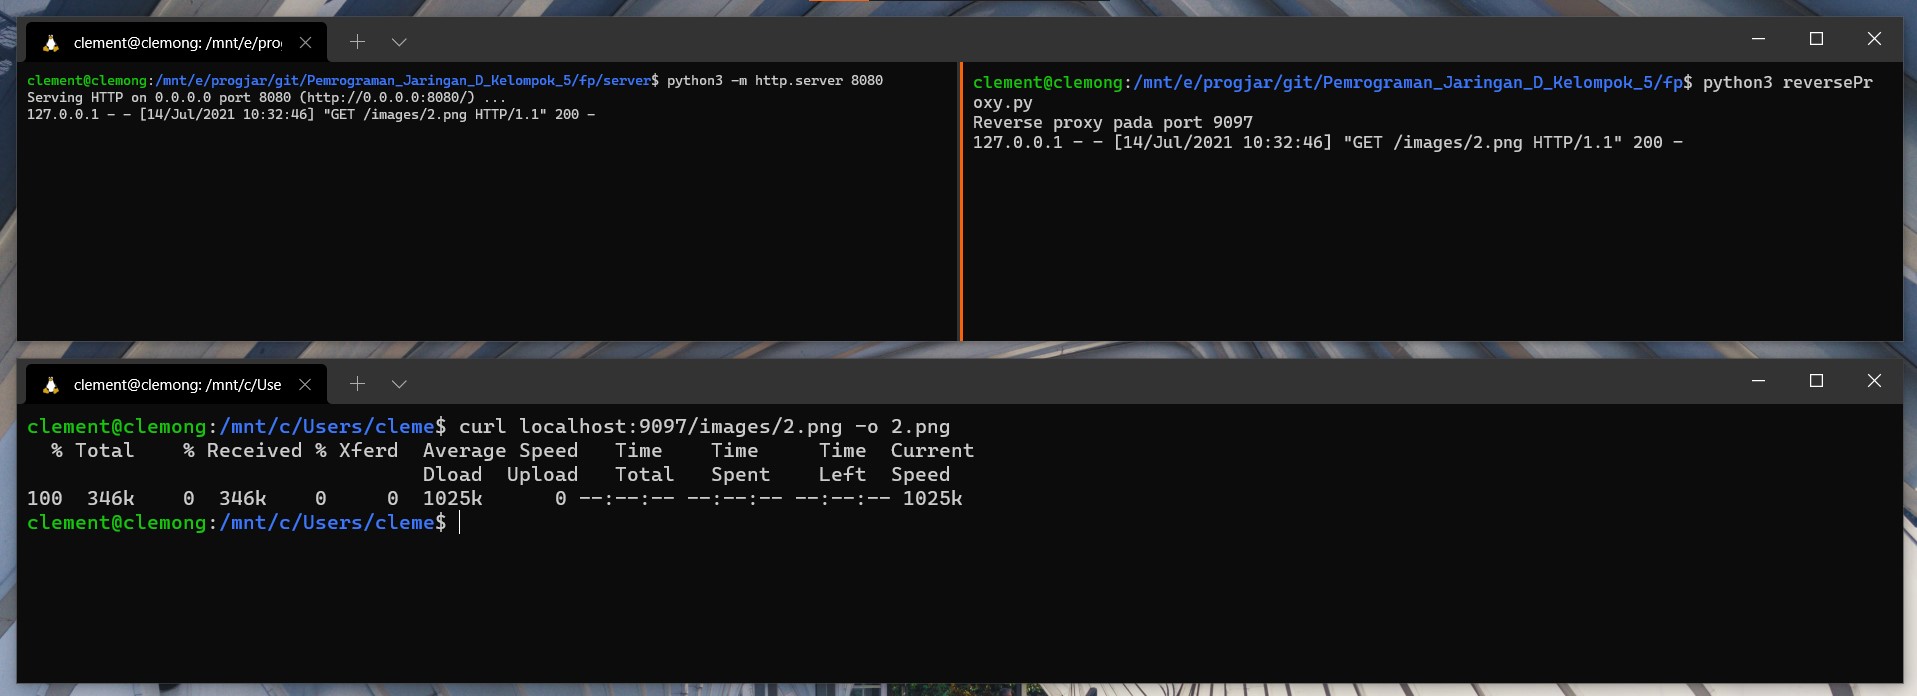 clement@clemong: /mnt/e/pro
clement@clemong:/mnt/e/progjar/git/Pemrograman_Jaringan_D_Kelompok_5/fp/server$ python3 -m http.server 8080
Serving HTTP on 0.0.0.0 port 8080 (http://0.0.0.0:8080/) ...
127.0.0.1 - - [14/Jul/2021 10:32:46] "GET /images/2.png HTTP/1.1" 200 -
clement@clemong:/mnt/e/progjar/git/Pemrograman_Jaringan_D_Kelompok_5/fp$ python3 reversePr
oxy.py
Reverse proxy pada port 9097
127.0.0.1 - - [14/Jul/2021 10:32:46] "GET /images/2.png HTTP/1.1" 200 -
clement@clemong: /mnt/c/Use
clement@clemong:/mnt/c/Users/cleme$ curl localhost:9097/images/2.png -o 2.png
  % Total    % Received % Xferd  Average Speed   Time    Time     Time  Current
                                 Dload  Upload   Total   Spent    Left  Speed
100  346k    0  346k    0     0  1025k      0 --:--:-- --:--:-- --:--:-- 1025k
clement@clemong:/mnt/c/Users/cleme$